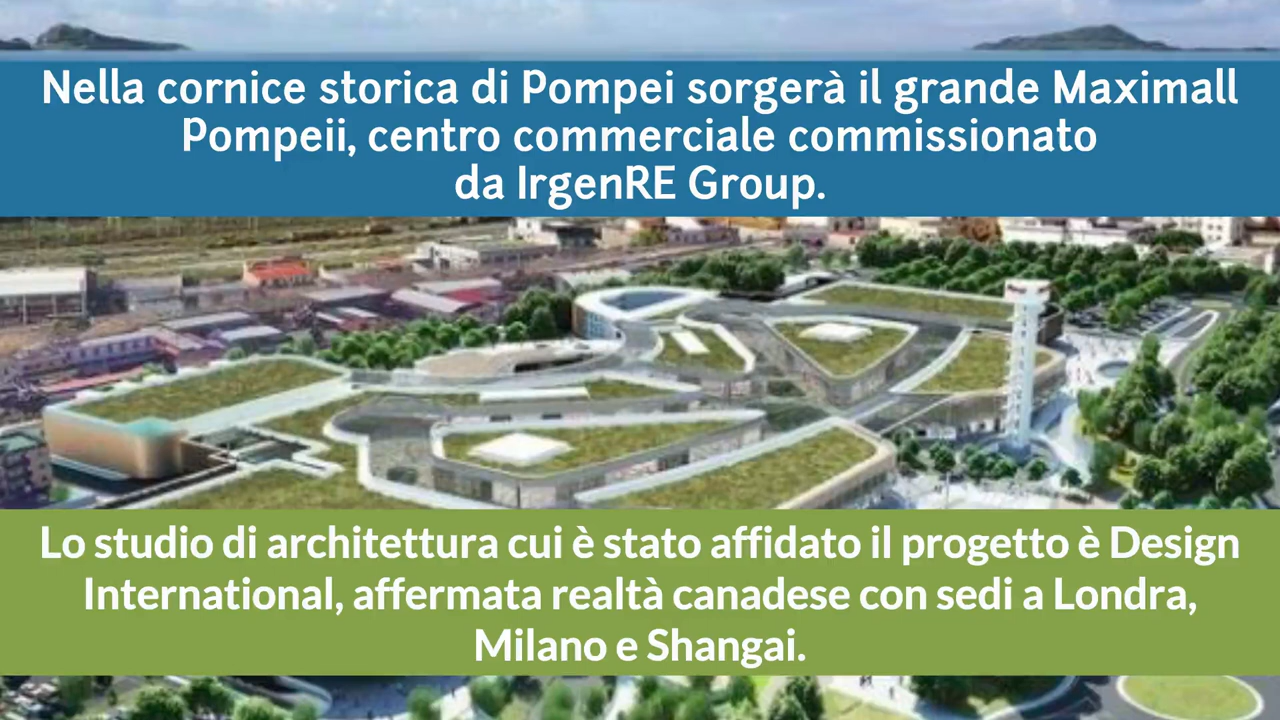 Nella cornice storica di Pompei sorgerà il grande Maximall
Pompeii, centro commerciale commissionato
da IrgenRE Group.
Lo studio di architettura cui è stato affidato il progetto è Design
International, affermata realtà canadese con sedi a Londra,
Milano e Shangai.